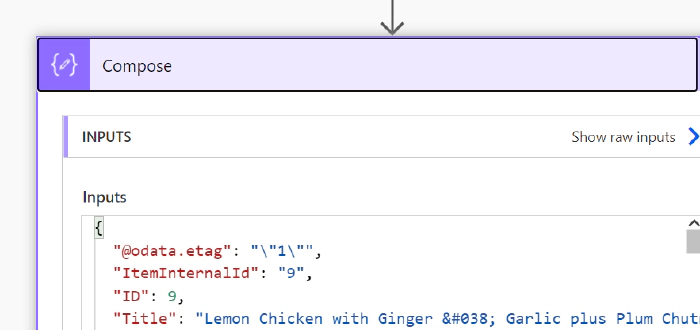 Compose
INPUTS
Show raw inputs
Inputs
{
"@odata.etag": "\"1\"",
"ItemInternalId": "9",
"ID": 9,
"Title": "Lemon Chicken with Ginger &#038; Garlic plus Plum Chut